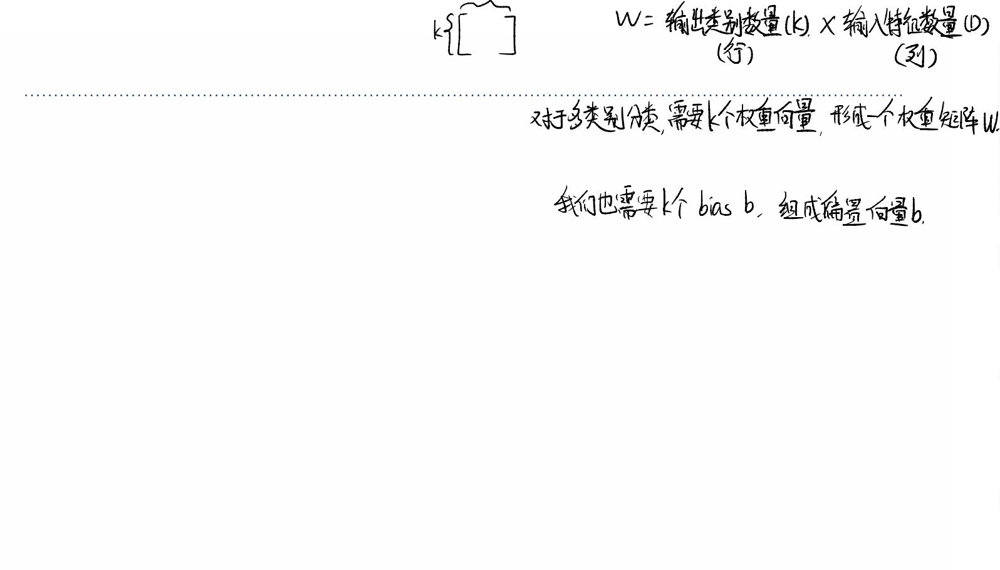 k
W = 输出类别数量(k) × 输入特征数量(D)
(行) (列)
对于多类别分类,需要k个权重向量,形成一个权重矩阵W.
我们也需要k个 bias b, 组成偏置向量b.